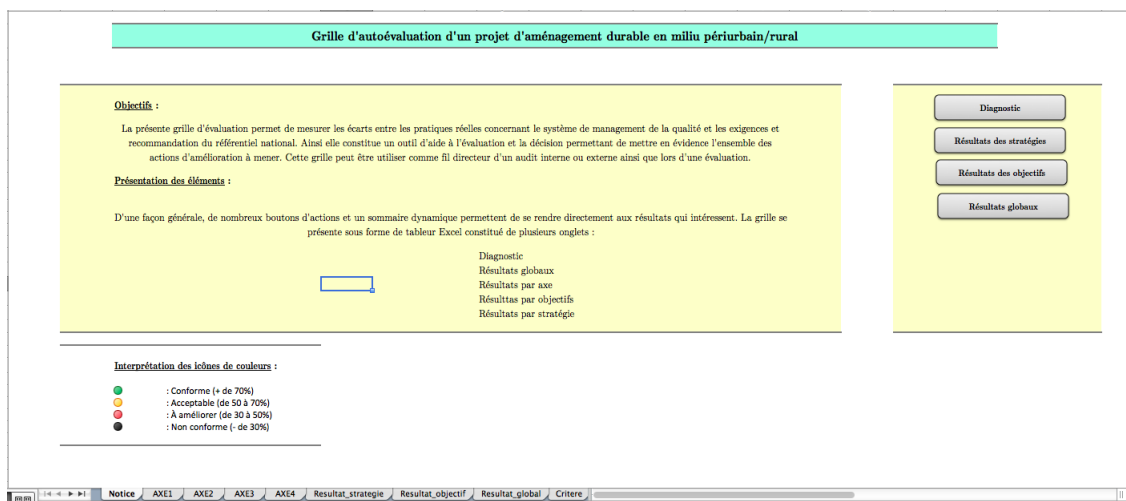 Grille d'autoévaluation d'un projet d'aménagement durable en miliu périurbain/rural
Objectifs :
La présente grille d'évaluation permet de mesurer les écarts entre les pratiques réelles concernant le système de management de la qualité et les exigences et
recommandation du référentiel national. Ainsi elle constitue un outil d'aide à l'évaluation et la décision permettant de mettre en évidence l'ensemble des
actions d'amélioration à mener. Cette grille peut être utiliser comme fil directeur d'un audit interne ou externe ainsi que lors d'une évaluation.
Présentation des éléments :
D'une façon générale, de nombreux boutons d'actions et un sommaire dynamique permettent de se rendre directement aux résultats qui intéressent. La grille se
présente sous forme de tableur Excel constitué de plusieurs onglets :
Diagnostic
Résultats globaux
Résultats par axe
Résulttas par objectifs
Résultats par stratégie
Diagnostic
Résultats des stratégies
Résultats des objectifs
Résultats globaux
Interprétation des icônes de couleurs :
: Conforme (+ de 70%)
: Acceptable (de 50 à 70%)
: À améliorer (de 30 à 50%)
: Non conforme (- de 30%)
Notice AXE1 AXE2 AXE3 AXE4 Resultat_strategie Resultat_objectif Resultat_global Critere